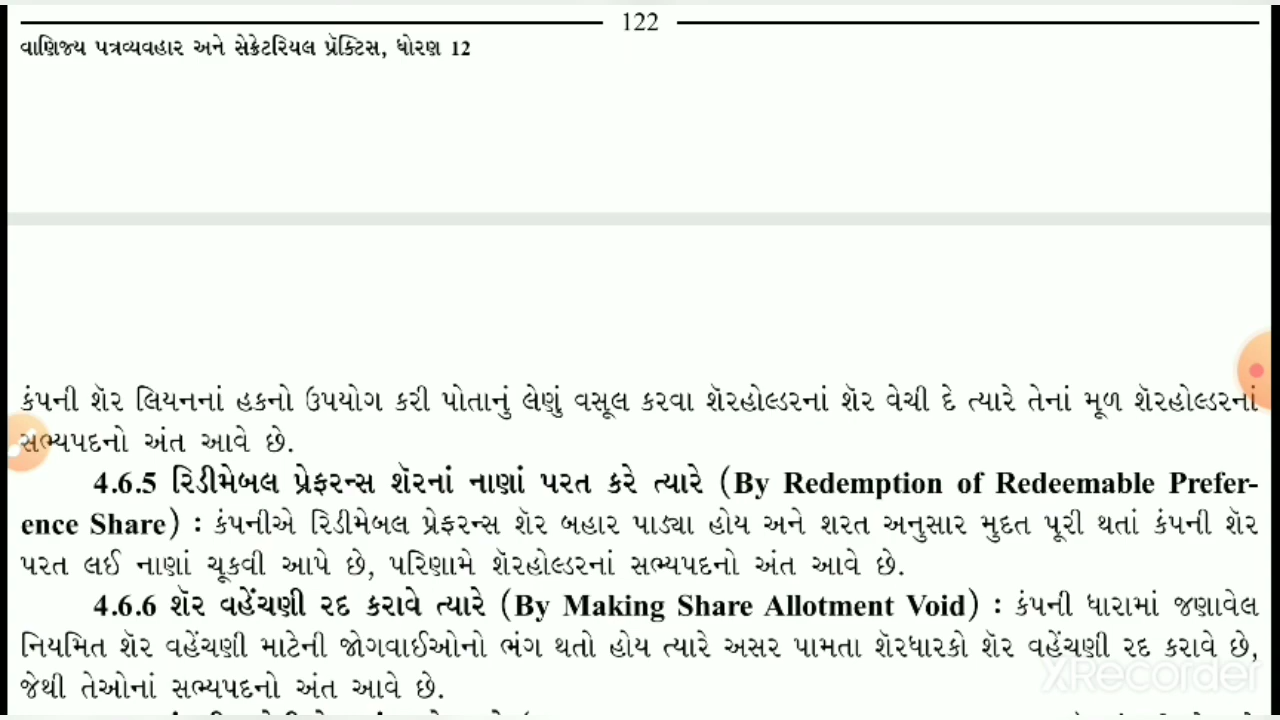 122
વાણિજ્ય પત્રવ્યવહાર અને સેક્રેટરિયલ પ્રૅક્ટિસ, ધોરણ 12
કંપની શૅર લિયનનાં હકનો ઉપયોગ કરી પોતાનું લેણું વસૂલ કરવા શૅરહોલ્ડરનાં શૅર વેચી દે ત્યારે તેનાં મૂળ શૅરહોલ્ડરનાં
સભ્યપદનો અંત આવે છે.
4.6.5 રિડીમેબલ પ્રેફરન્સ શૅરનાં નાણાં પરત કરે ત્યારે (By Redemption of Redeemable Prefer-
ence Share) : કંપનીએ રિડીમેબલ પ્રેફરન્સ શૅર બહાર પાડ્યા હોય અને શરત અનુસાર મુદત પૂરી થતાં કંપની શૅર
પરત લઈ નાણાં ચૂકવી આપે છે, પરિણામે શૅરહોલ્ડરનાં સભ્યપદનો અંત આવે છે.
4.6.6 શૅર વહેંચણી રદ કરાવે ત્યારે (By Making Share Allotment Void) : કંપની ધારામાં જણાવેલ
નિયમિત શૅર વહેંચણી માટેની જોગવાઈઓનો ભંગ થતો હોય ત્યારે અસર પામતા શૅરધારકો શૅર વહેંચણી રદ કરાવે છે,
જેથી તેઓનાં સભ્યપદનો અંત આવે છે.
XRecorder